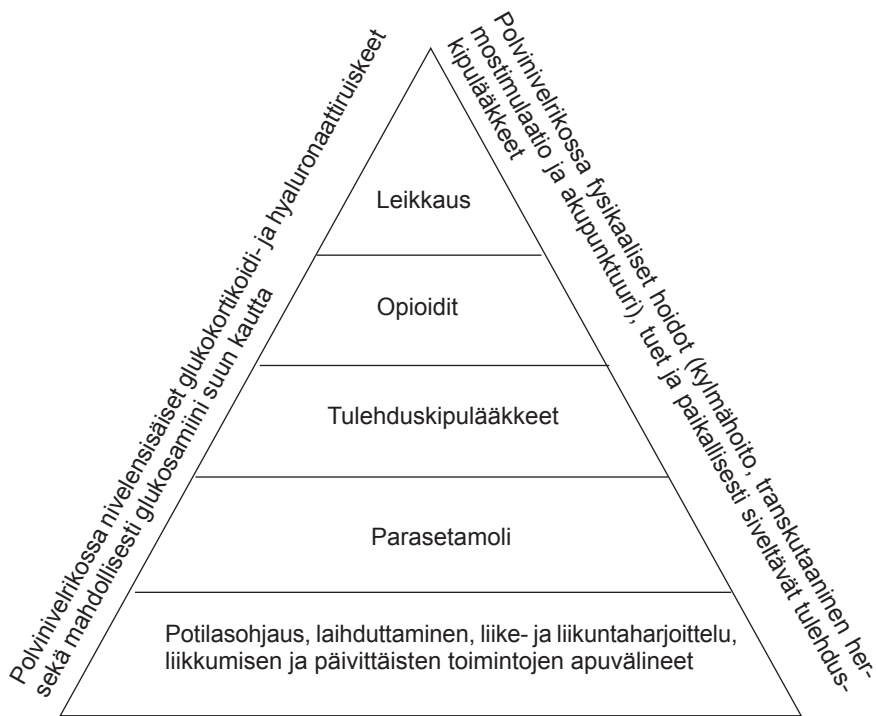 Polvinivelrikossa nivelensisäiset glukokortikoidi- ja hyaluronaattiruiskeet
sekä mahdollisesti glukosamiini suun kautta
Polvinivelrikossa fysikaaliset hoidot (kylmähoito, transkutaaninen her-
mostimulaatio ja akupunktuuri), tuet ja paikallisesti siveltävät tulehdus-
kipulääkkeet
Leikkaus
Opioidit
Tulehduskipulääkkeet
Parasetamoli
Potilasohjaus, laihduttaminen, liike- ja liikuntaharjoittelu,
liikkumisen ja päivittäisten toimintojen apuvälineet